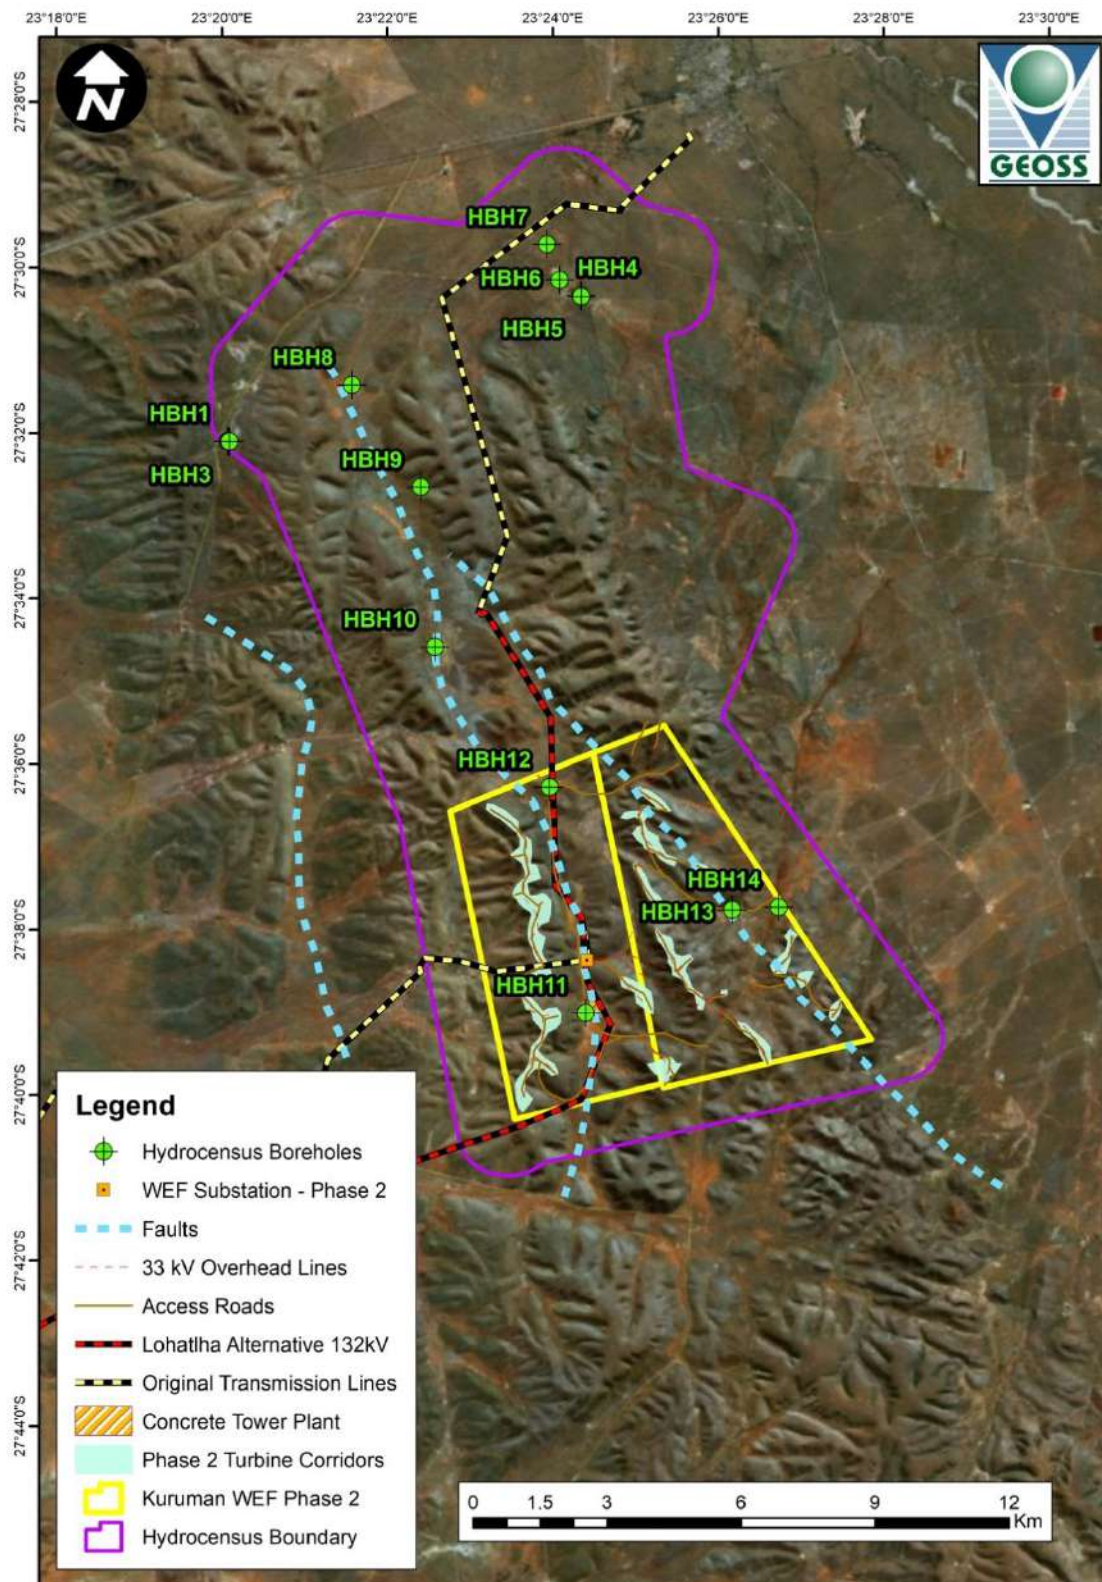 23°18'0"E
23°20'0"E
23°22'0"E
23°24'0"E
23°26'0"E
23°28'0"E
23°30'0"E
27°28'0"S
27°30'0"S
27°32'0"S
27°34'0"S
27°36'0"S
27°38'0"S
27°40'0"S
27°42'0"S
27°44'0"S
N
GEOSS
HBH7
HBH6
HBH4
HBH5
HBH8
HBH1
HBH9
HBH3
HBH10
HBH12
HBH14
HBH13
HBH11
Legend
Hydrocensus Boreholes
WEF Substation - Phase 2
Faults
33 kV Overhead Lines
Access Roads
Lohatlha Alternative 132kV
Original Transmission Lines
Concrete Tower Plant
Phase 2 Turbine Corridors
Kuruman WEF Phase 2
Hydrocensus Boundary
0 1.5 3 6 9 12
Km